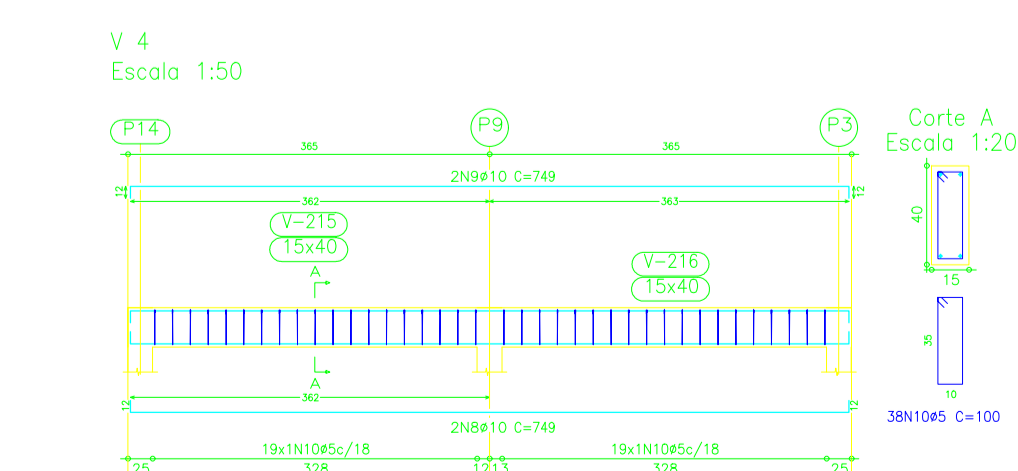 V 4
Escala 1:50
P14
P9
P3
365
365
2N9ø10 C=749
12
12
362
363
V-215
15x40
V-216
15x40
A
A
362
12
12
2N8ø10 C=749
19x1N10ø5c/18
19x1N10ø5c/18
25
328
12
13
328
25
Corte A
Escala 1:20
40
15
35
10
38N10ø5 C=100